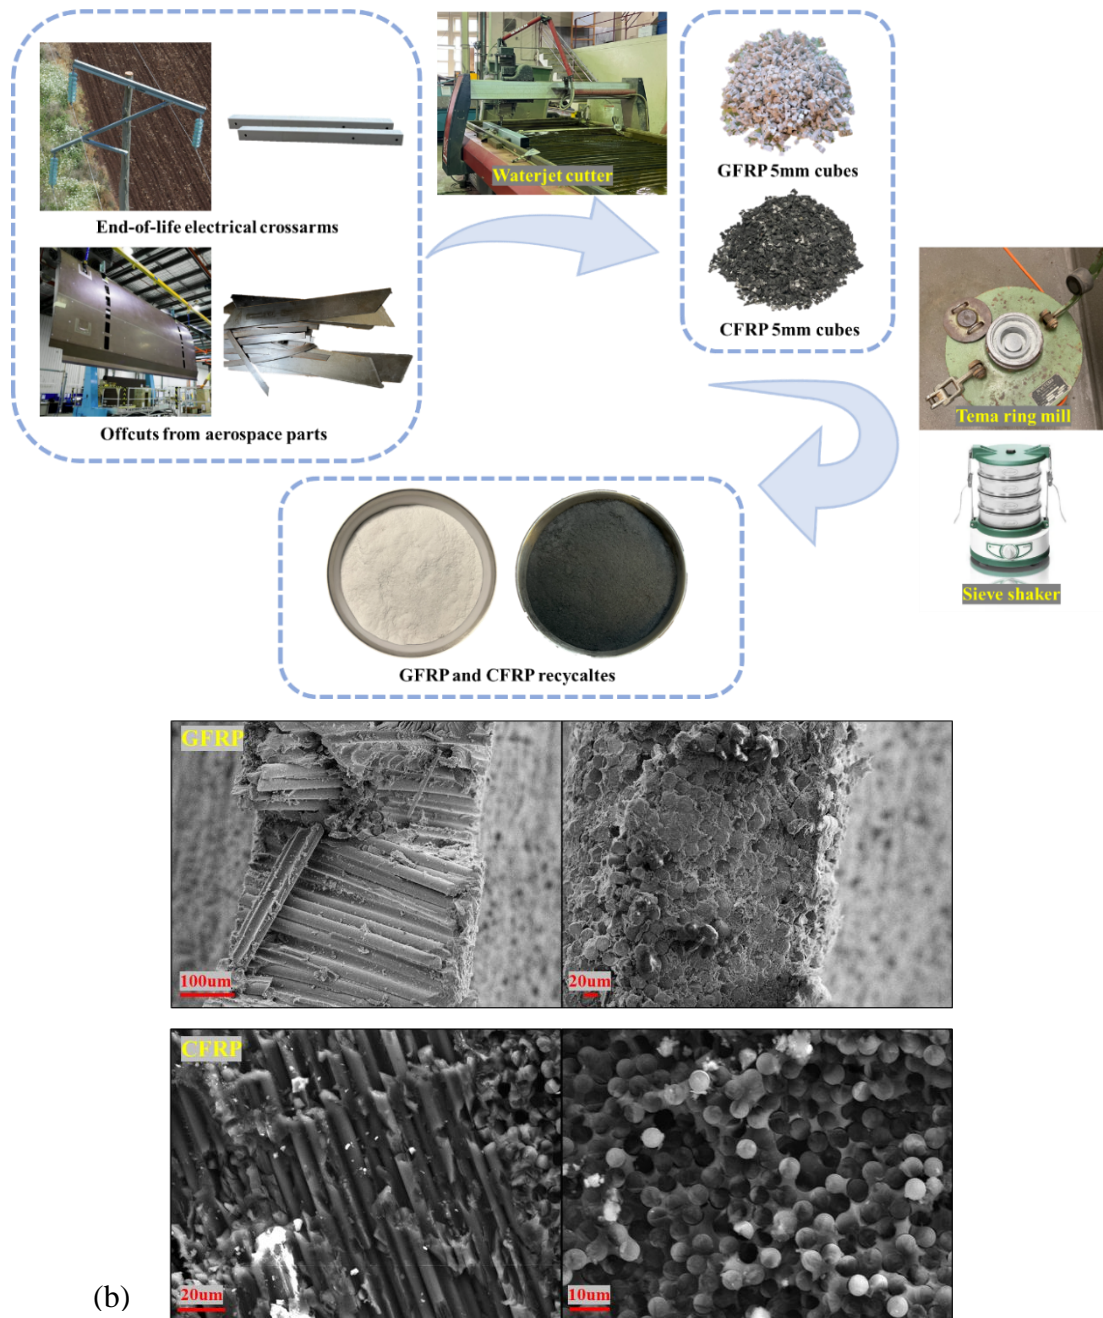 Waterjet cutter
End-of-life electrical crossarms
Offcuts from aerospace parts
GFRP 5mm cubes
CFRP 5mm cubes
Tema ring mill
Sieve shaker
GFRP and CFRP recycaltes
GFRP
100um
20um
CFRP
20um
10um
(b)